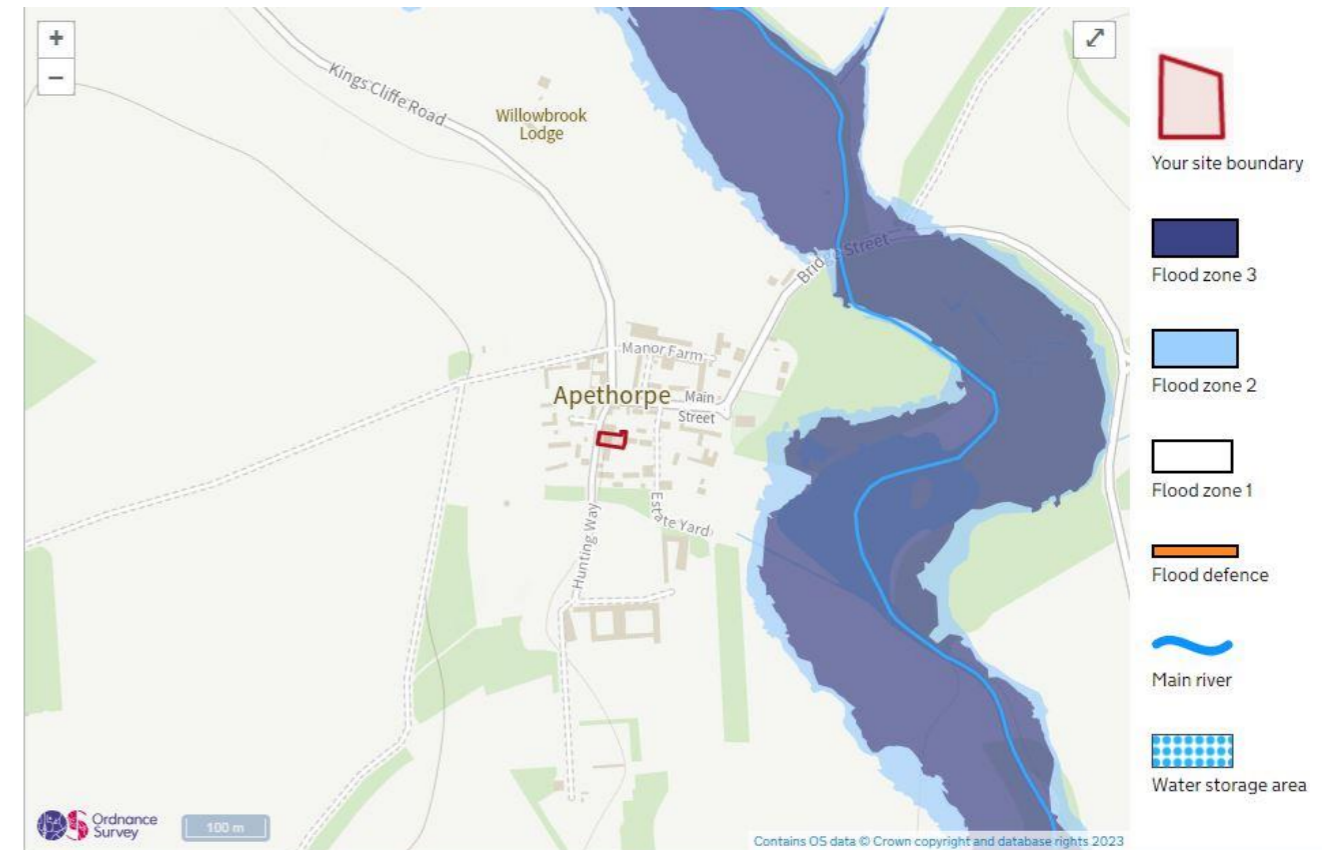 +
−
Kings Cliffe Road
Willowbrook
Lodge
Bridge Street
Manor Farm
Apethorpe
Main
Street
Estate Yard
Hunting Way
Ordnance
Survey
100 m
Contains OS data © Crown copyright and database rights 2023
Your site boundary
Flood zone 3
Flood zone 2
Flood zone 1
Flood defence
Main river
Water storage area